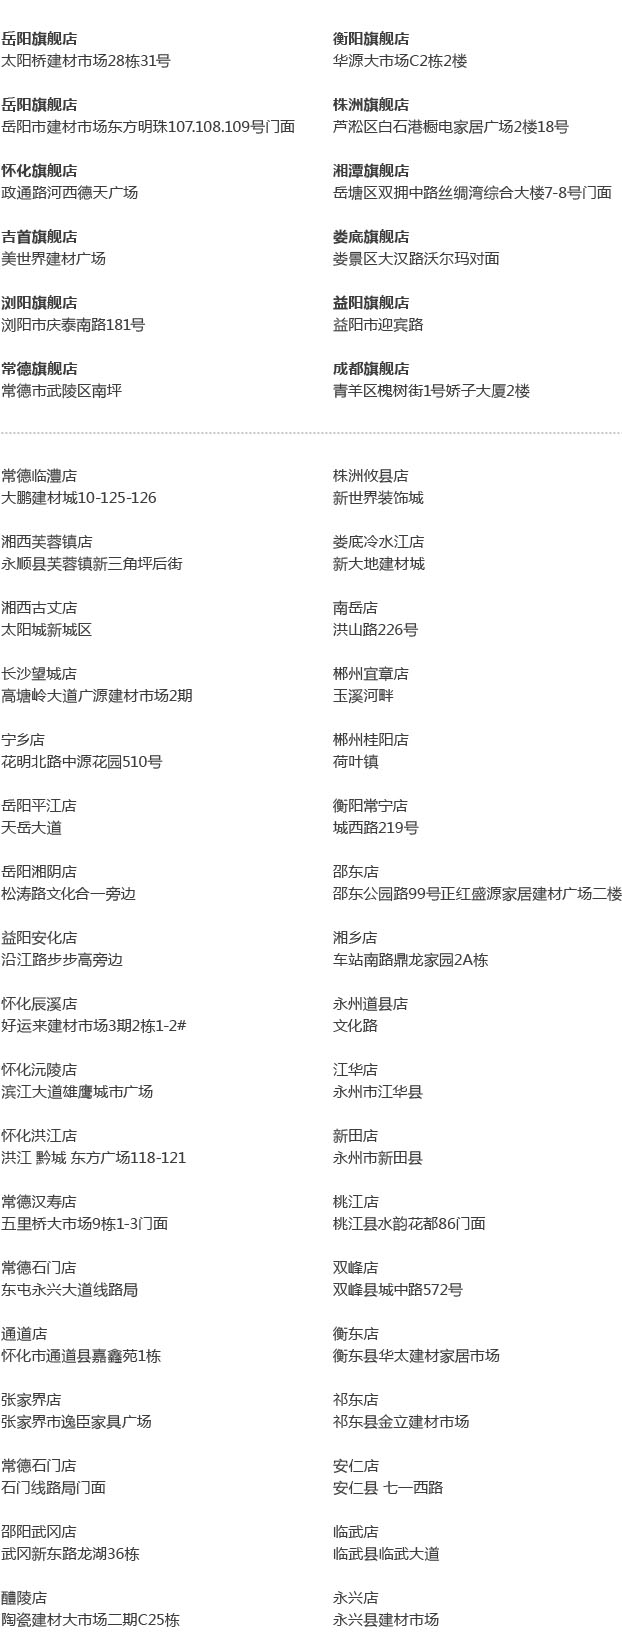 岳阳旗舰店
太阳桥建材市场28栋31号
岳阳旗舰店
岳阳市建材市场东方明珠107.108.109号门面
怀化旗舰店
政通路河西德天广场
吉首旗舰店
美世界建材广场
浏阳旗舰店
浏阳市庆泰南路181号
常德旗舰店
常德市武陵区南坪
衡阳旗舰店
华源大市场C2栋2楼
株洲旗舰店
芦淞区白石港橱电家居广场2楼18号
湘潭旗舰店
岳塘区双拥中路丝绸湾综合大楼7-8号门面
娄底旗舰店
娄景区大汉路沃尔玛对面
益阳旗舰店
益阳市迎宾路
成都旗舰店
青羊区槐树街1号娇子大厦2楼
常德临澧店
大鹏建材城10-125-126
湘西芙蓉镇店
永顺县芙蓉镇新三角坪后街
湘西古丈店
太阳城新城区
长沙望城店
高塘岭大道广源建材市场2期
宁乡店
花明北路中源花园510号
岳阳平江店
天岳大道
岳阳湘阴店
松涛路文化合一旁边
益阳安化店
沿江路步步高旁边
怀化辰溪店
好运来建材市场3期2栋1-2#
怀化沅陵店
滨江大道雄鹰城市广场
怀化洪江店
洪江 黔城 东方广场118-121
常德汉寿店
五里桥大市场9栋1-3门面
常德石门店
东屯永兴大道线路局
通道店
怀化市通道县嘉鑫苑1栋
张家界店
张家界市逸臣家具广场
常德石门店
石门线路局门面
邵阳武冈店
武冈新东路龙湖36栋
醴陵店
陶瓷建材大市场二期C25栋
株洲攸县店
新世界装饰城
娄底冷水江店
新大地建材城
南岳店
洪山路226号
郴州宜章店
玉溪河畔
郴州桂阳店
荷叶镇
衡阳常宁店
城西路219号
邵东店
邵东公园路99号正红盛源家居建材广场二楼
湘乡店
车站南路鼎龙家园2A栋
永州道县店
文化路
江华店
永州市江华县
新田店
永州市新田县
桃江店
桃江县水韵花都86门面
双峰店
双峰县城中路572号
衡东店
衡东县华太建材家居市场
祁东店
祁东县金立建材市场
安仁店
安仁县 七一西路
临武店
临武县临武大道
永兴店
永兴县建材市场